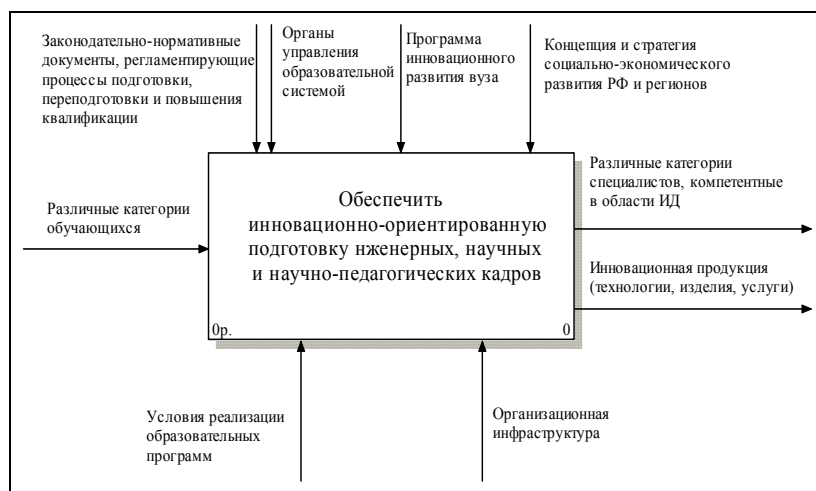 Законодательно-нормативные
документы, регламентирующие
процессы подготовки,
переподготовки и повышения
квалификации
Органы
управления
образовательной
системой
Программа
инновационного
развития вуза
Концепция и стратегия
социально-экономического
развития РФ и регионов
Различные категории
обучающихся
Обеспечить
инновационно-ориентированную
подготовку нженерных, научных
и научно-педагогических кадров
0р.
0
Различные категории
специалистов, компетентные
в области ИД
Инновационная продукция
(технологии, изделия, услуги)
Условия реализации
образовательных
программ
Организационная
инфраструктура